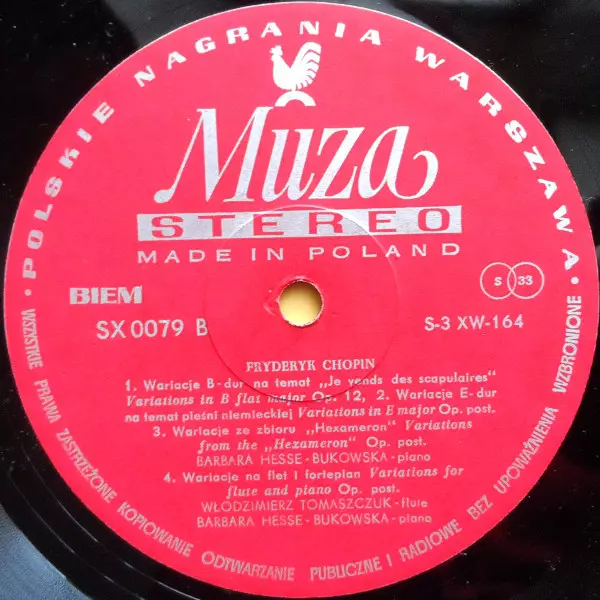 • POLSKIE NAGRANIA WARSZAWA •
Muza
STEREO
MADE IN POLAND
BIEM
S 33
SX 0079 B
S-3 XW-164
FRYDERYK CHOPIN
1. Wariacje B-dur na temat „Je vends des scapulaires"
Variations in B flat major Op. 12, 2. Wariacje E-dur
na temat pieśni niemieckiej Variations in E major Op. post.
3. Wariacje ze zbioru „Hexameron" Variations
from the „Hexameron" Op. post.
BARBARA HESSE-BUKOWSKA-piano
4. Wariacje na flet i fortepian Variations for
flute and piano Op. post.
WŁODZIMIERZ TOMASZCZUK-flute
BARBARA HESSE-BUKOWSKA-piano
WSZYSTKIE PRAWA ZASTRZEŻONE KOPIOWANIE ODTWARZANIE PUBLICZNE I RADIOWE BEZ UPOWAŻNIENIA WZBRONIONE